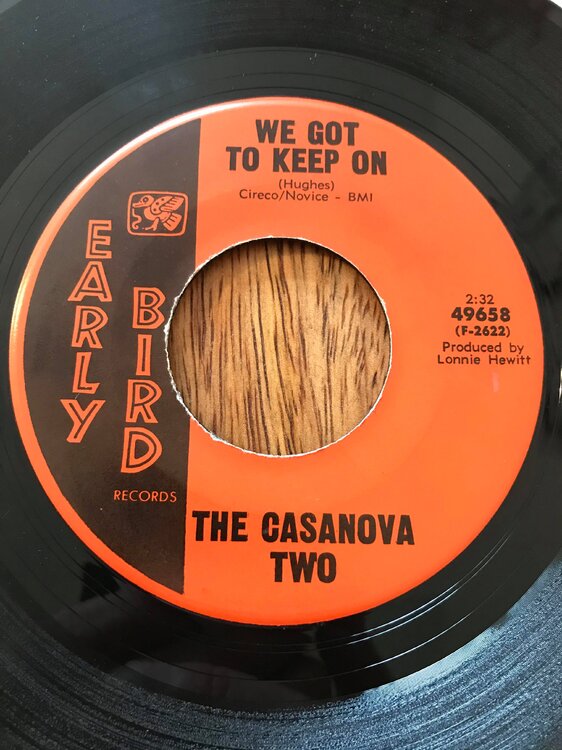 WE GOT
TO KEEP ON
(Hughes)
Cireco/Novice - BMI
EARLY
BIRD
RECORDS
2:32
49658
(F-2622)
Produced by
Lonnie Hewitt
THE CASANOVA
TWO